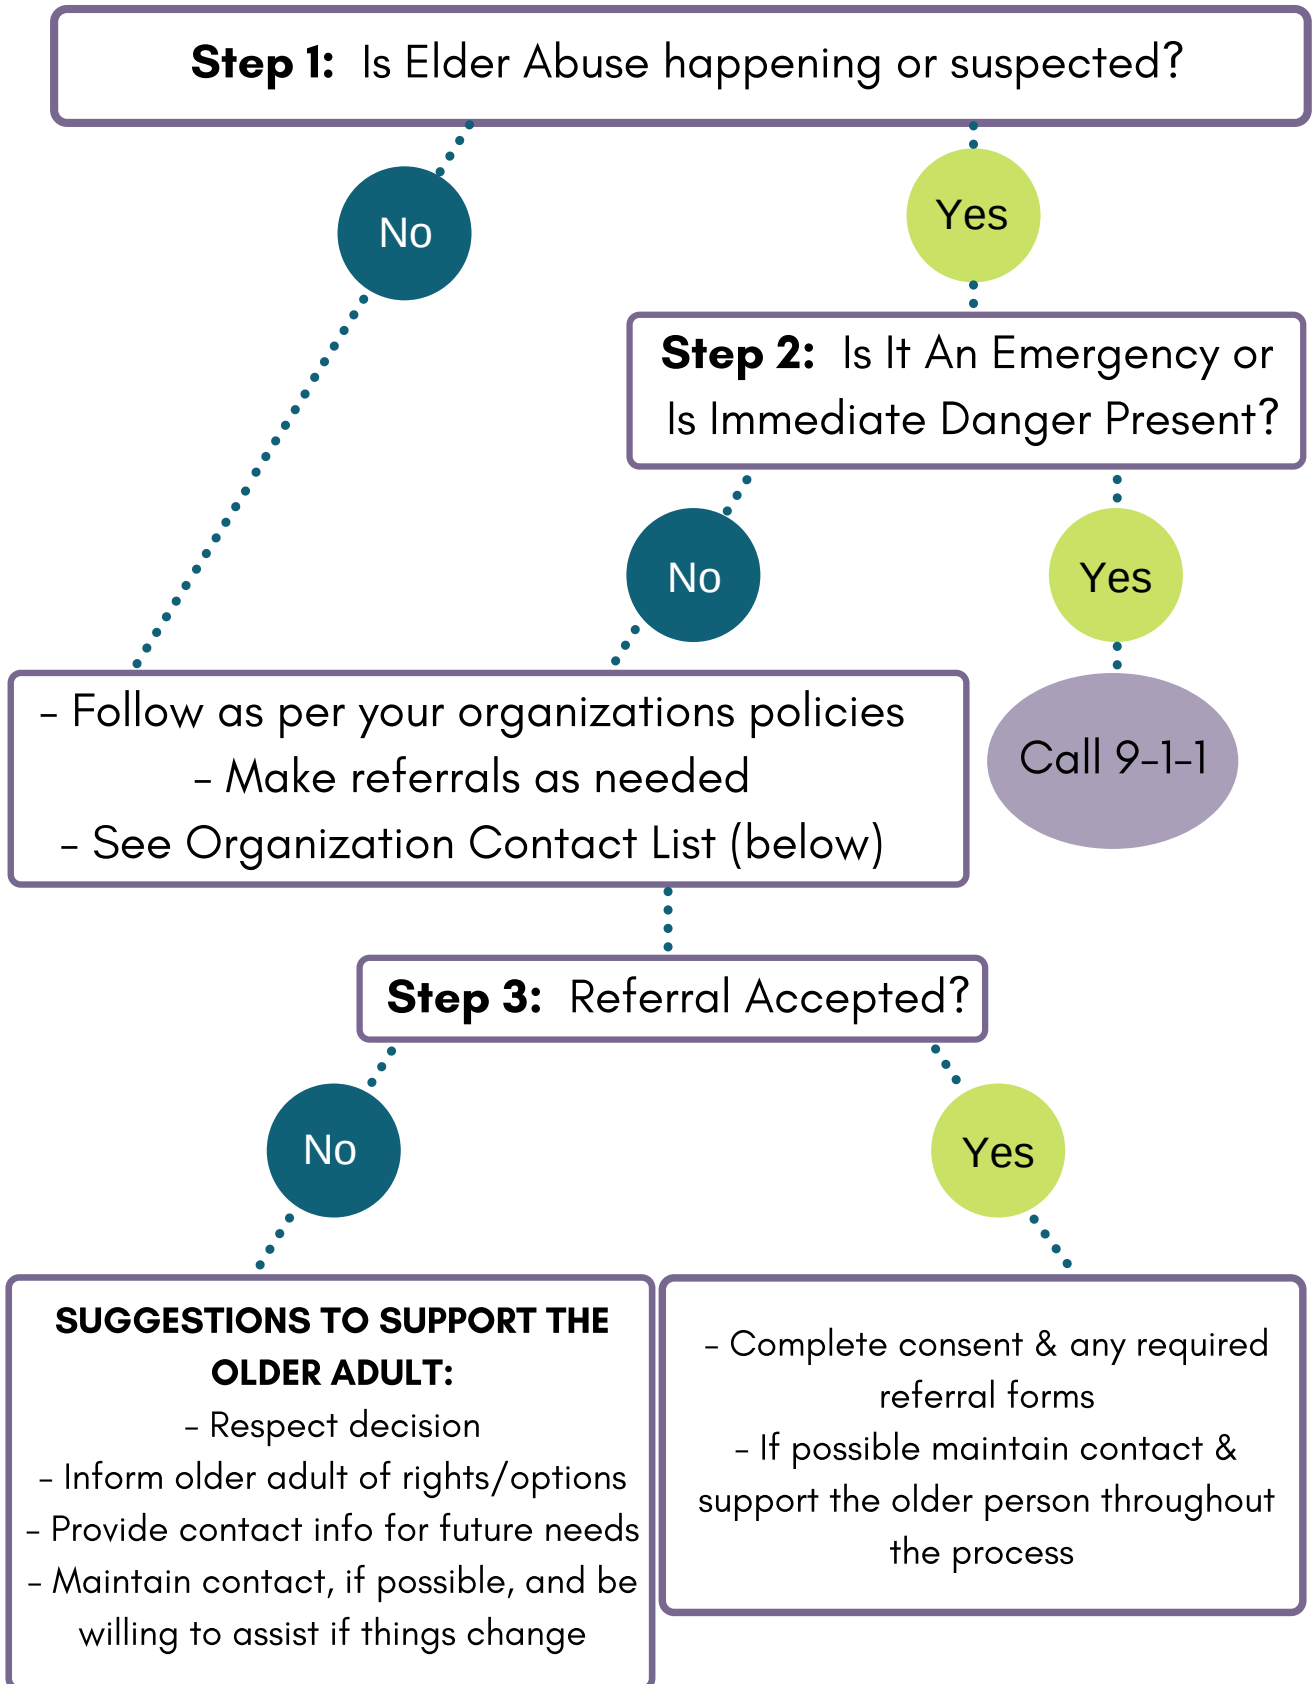 Step 1: Is Elder Abuse happening or suspected?
No
Yes
Step 2: Is It An Emergency or
Is Immediate Danger Present?
No
Yes
- Follow as per your organizations policies
- Make referrals as needed
- See Organization Contact List (below)
Call 9-1-1
Step 3: Referral Accepted?
No
Yes
SUGGESTIONS TO SUPPORT THE
OLDER ADULT:
- Respect decision
- Inform older adult of rights/options
- Provide contact info for future needs
- Maintain contact, if possible, and be
willing to assist if things change
- Complete consent & any required
referral forms
- If possible maintain contact &
support the older person throughout
the process